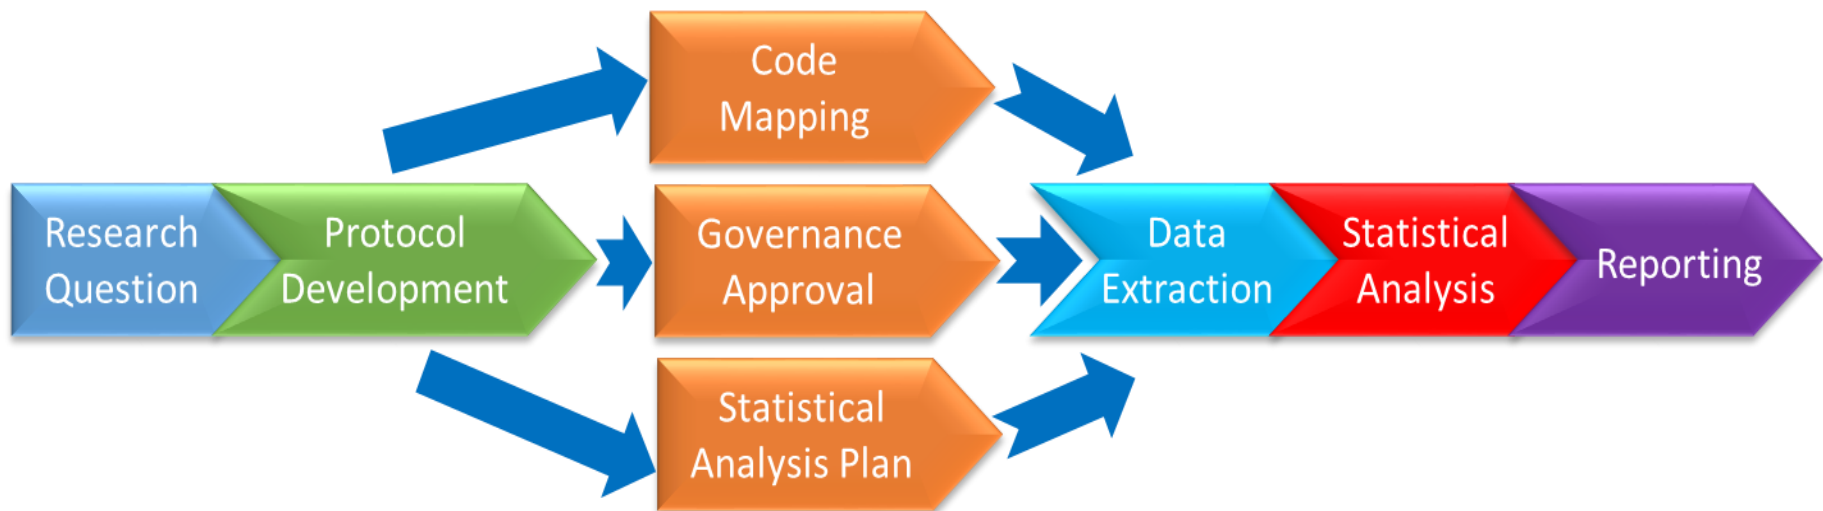 Research
Question
Protocol
Development
Code
Mapping
Governance
Approval
Statistical
Analysis Plan
Data
Extraction
Statistical
Analysis
Reporting